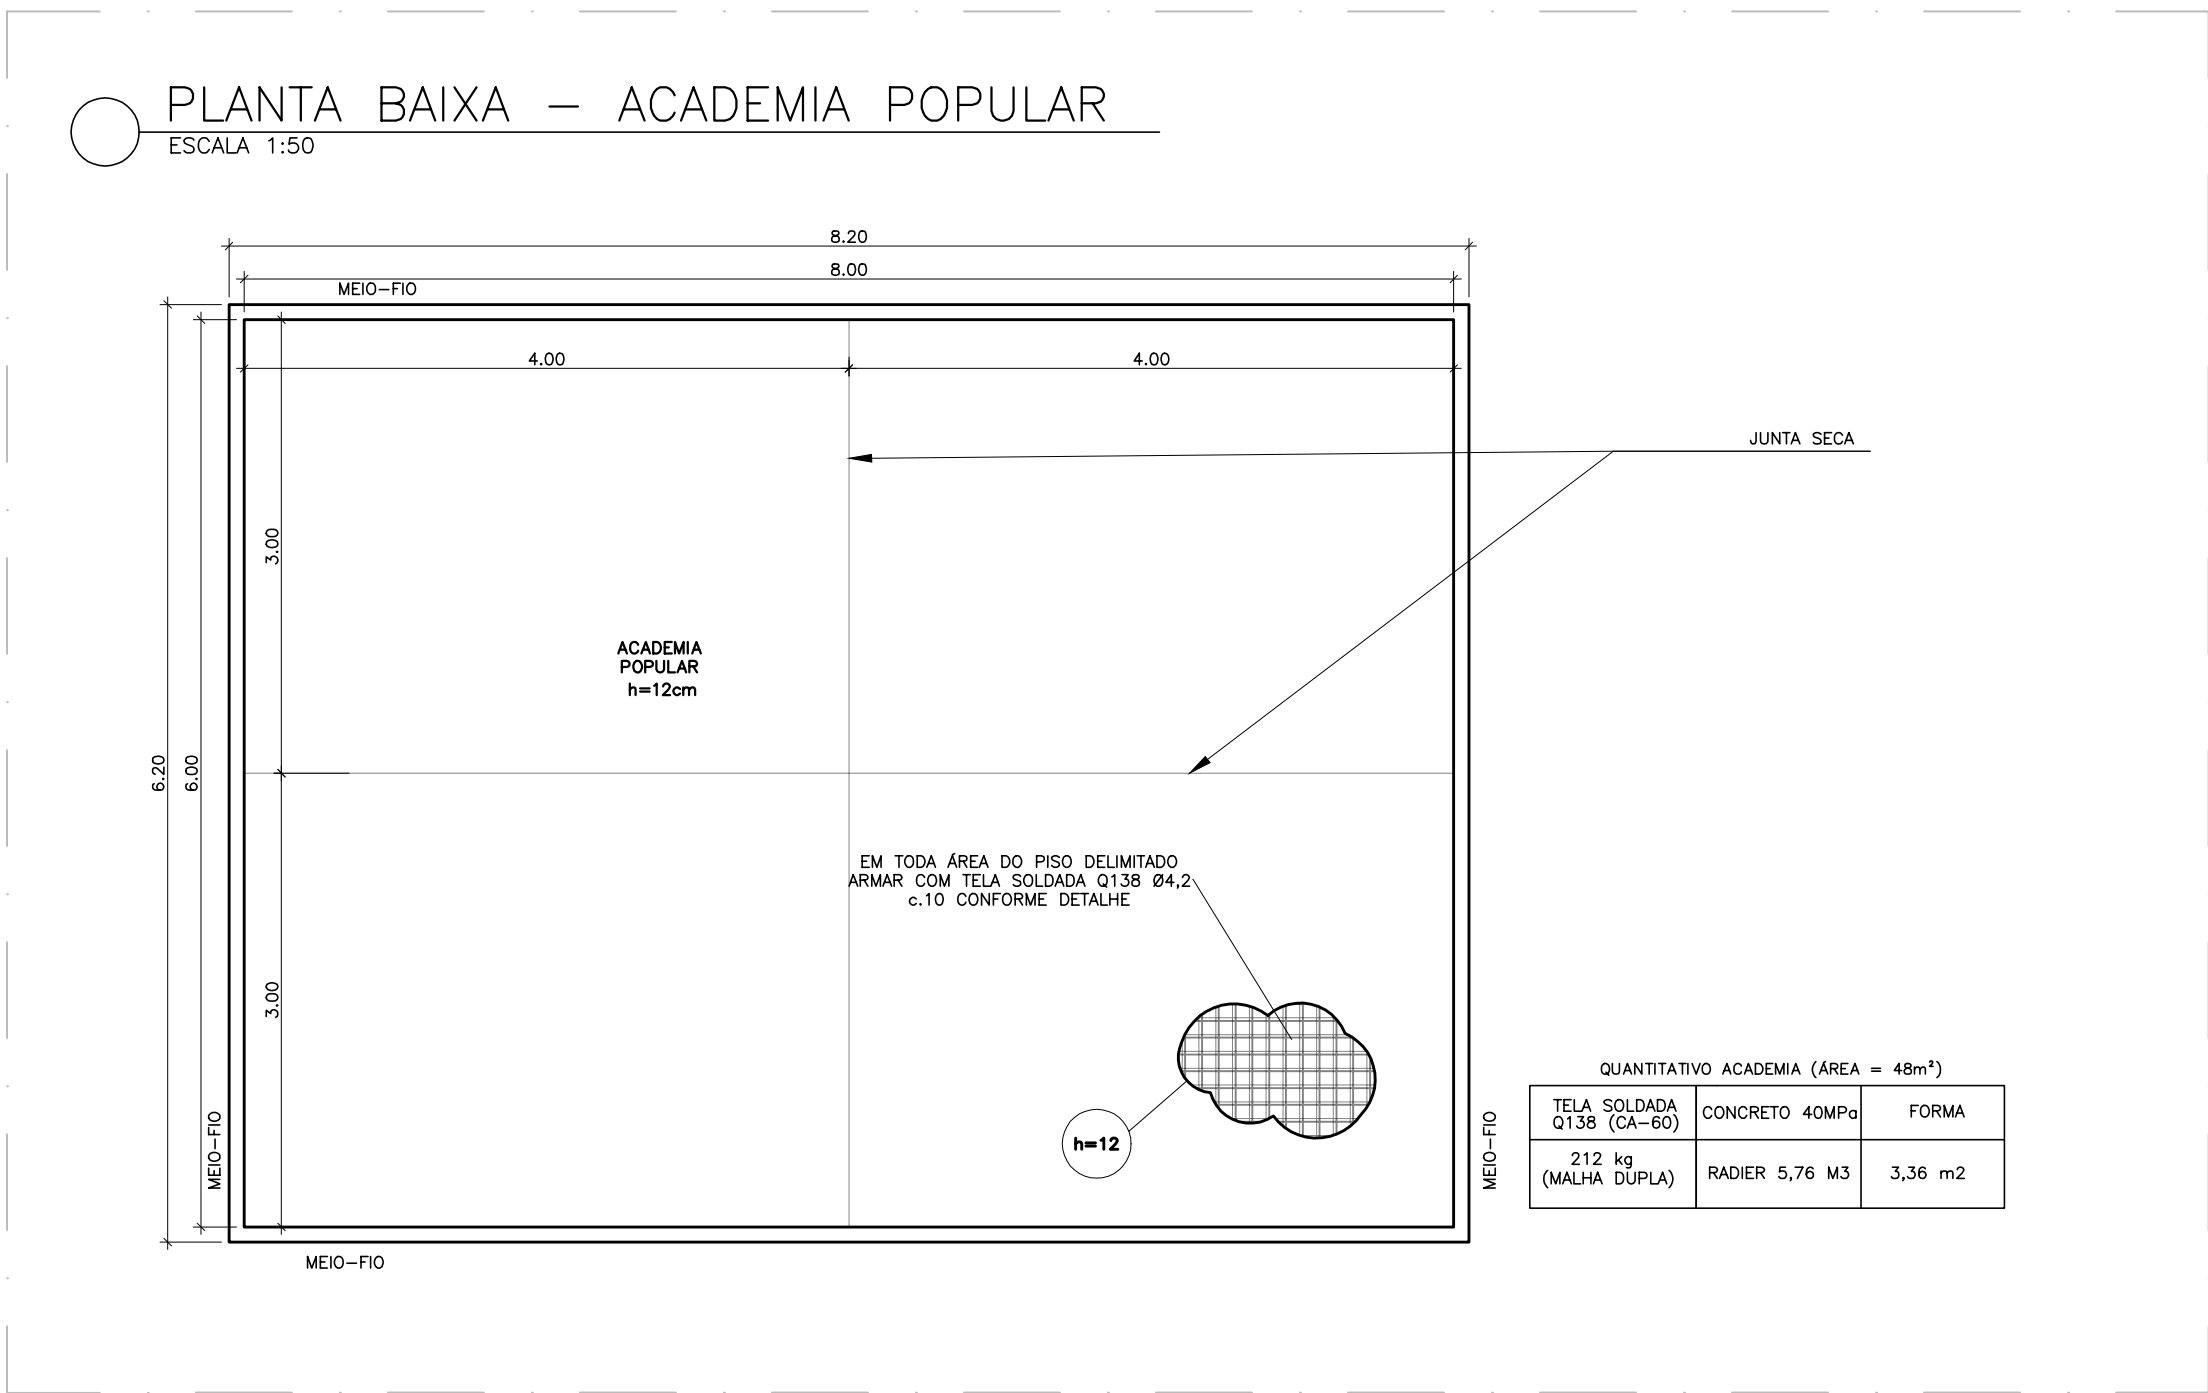 PLANTA BAIXA – ACADEMIA POPULAR
ESCALA 1:50
8.20
8.00
MEIO–FIO
4.00
4.00
JUNTA SECA
3.00
ACADEMIA
POPULAR
h=12cm
6.20
6.00
EM TODA ÁREA DO PISO DELIMITADO
ARMAR COM TELA SOLDADA Q138 Ø4,2
c.10 CONFORME DETALHE
3.00
h=12
MEIO–FIO
MEIO–FIO
MEIO–FIO
QUANTITATIVO ACADEMIA (ÁREA = 48m²)
TELA SOLDADA
Q138 (CA–60)
CONCRETO 40MPa
FORMA
212 kg
(MALHA DUPLA)
RADIER 5,76 M3
3,36 m2